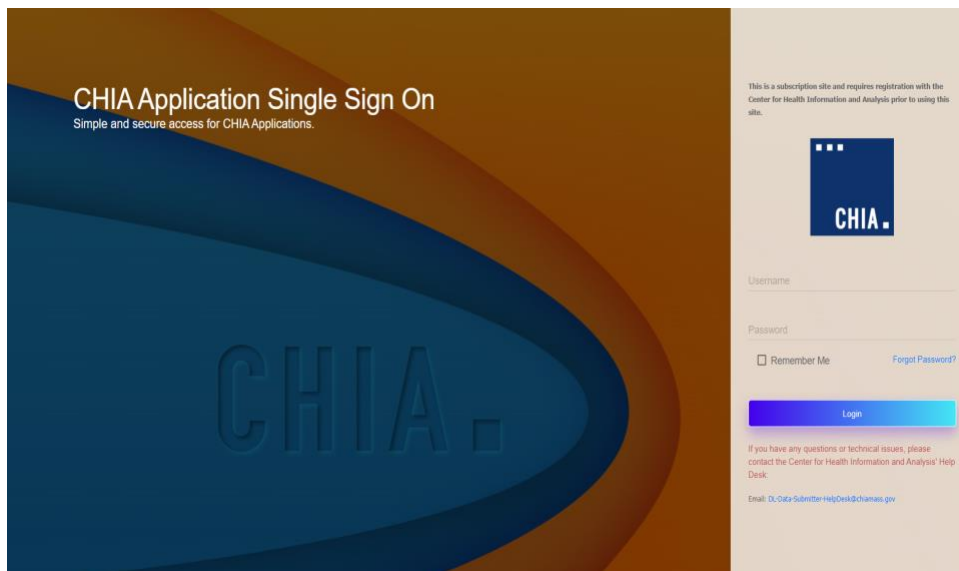 CHIA Application Single Sign On
Simple and secure access for CHIA Applications.
CHIA.
This is a subscription site and requires registration with the
Center for Health Information and Analysis prior to using this
site.
CHIA.
Username
Password
Remember Me
Forgot Password?
Login
If you have any questions or technical issues, please
contact the Center for Health Information and Analysis' Help
Desk:
Email: DL-Data-Submitter-HelpDesk@chiamass.gov